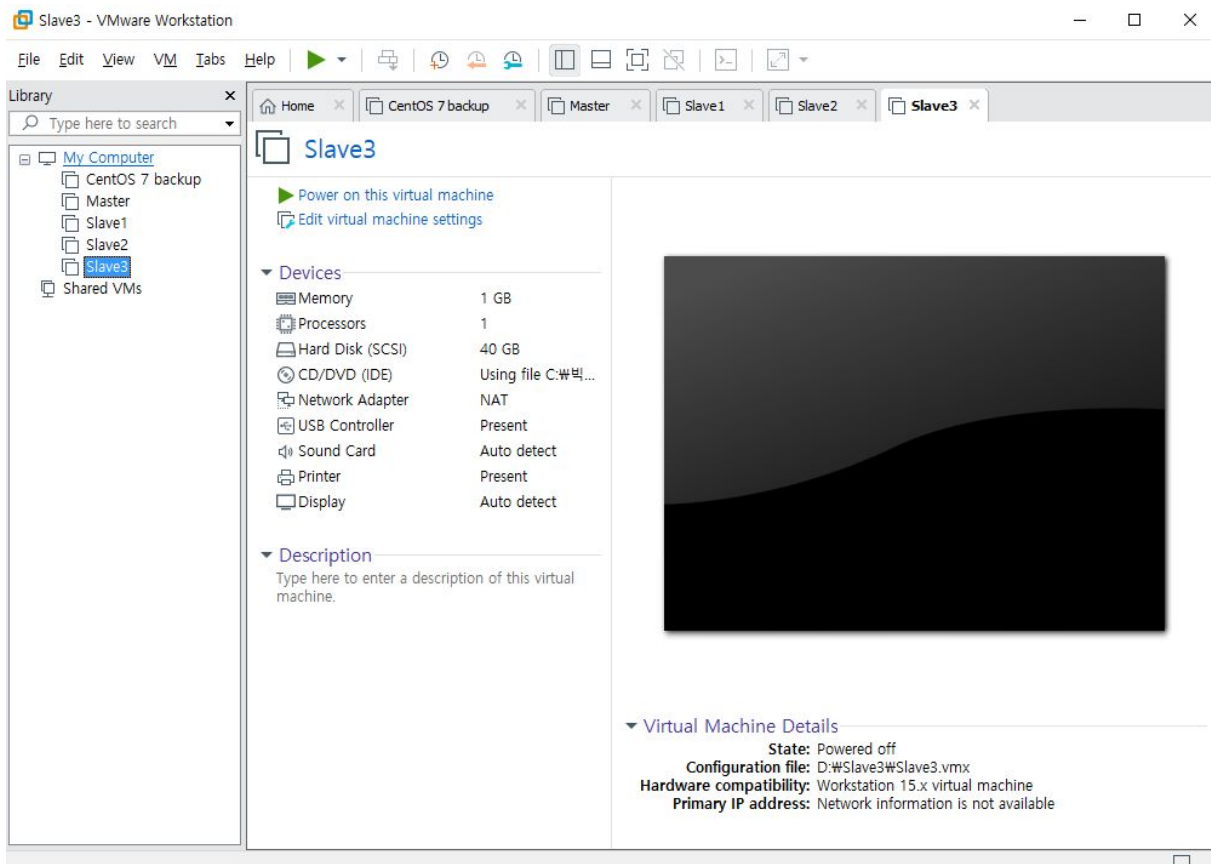 Slave3 - VMware Workstation
File Edit View VM Tabs Help
Library
Type here to search
My Computer
CentOS 7 backup
Master
Slave1
Slave2
Slave3
Shared VMs
Home CentOS 7 backup Master Slave1 Slave2 Slave3
Slave3
Power on this virtual machine
Edit virtual machine settings
Devices
Memory 1 GB
Processors 1
Hard Disk (SCSI) 40 GB
CD/DVD (IDE) Using file C:₩빅...
Network Adapter NAT
USB Controller Present
Sound Card Auto detect
Printer Present
Display Auto detect
Description
Type here to enter a description of this virtual
machine.
Virtual Machine Details
State: Powered off
Configuration file: D:₩Slave3₩Slave3.vmx
Hardware compatibility: Workstation 15.x virtual machine
Primary IP address: Network information is not available